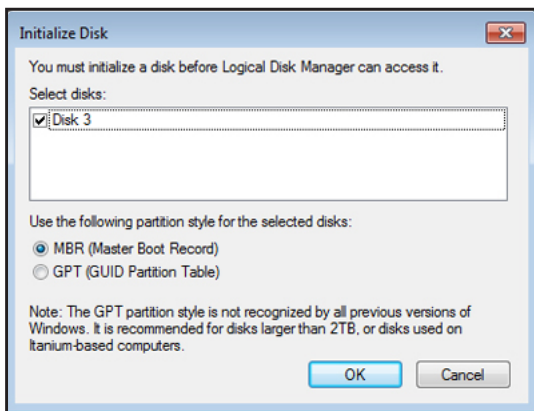 Initialize Disk
You must initialize a disk before Logical Disk Manager can access it.
Select disks:
Disk 3
Use the following partition style for the selected disks:
MBR (Master Boot Record)
GPT (GUID Partition Table)
Note: The GPT partition style is not recognized by all previous versions of
Windows. It is recommended for disks larger than 2TB, or disks used on
Itanium-based computers.
OK Cancel